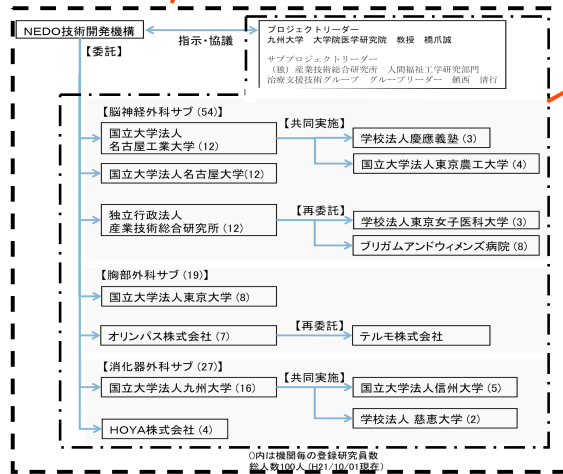 NEDO技術開発機構
指示・協議
【委託】
プロジェクトリーダー
九州大学 大学院医学研究院 教授 橋爪誠
サブプロジェクトリーダー
(独)産業技術総合研究所 人間福祉工学研究部門
治療支援技術グループ グループリーダー 鎮西 清行
【脳神経外科サブ(54)】
国立大学法人
名古屋工業大学(12)
【共同実施】
学校法人慶應義塾(3)
国立大学法人東京農工大学(4)
国立大学法人名古屋大学(12)
独立行政法人
産業技術総合研究所(12)
【再委託】
学校法人東京女子医科大学(3)
ブリガムアンドウィメンズ病院(8)
【胸部外科サブ(19)】
国立大学法人東京大学(8)
オリンパス株式会社(7)
【再委託】
テルモ株式会社
【消化器外科サブ(27)】
国立大学法人九州大学(16)
【共同実施】
国立大学法人信州大学(5)
学校法人 慈恵大学(2)
HOYA株式会社(4)
()内は機関毎の登録研究員数
総人数100人(H21/10/01現在)